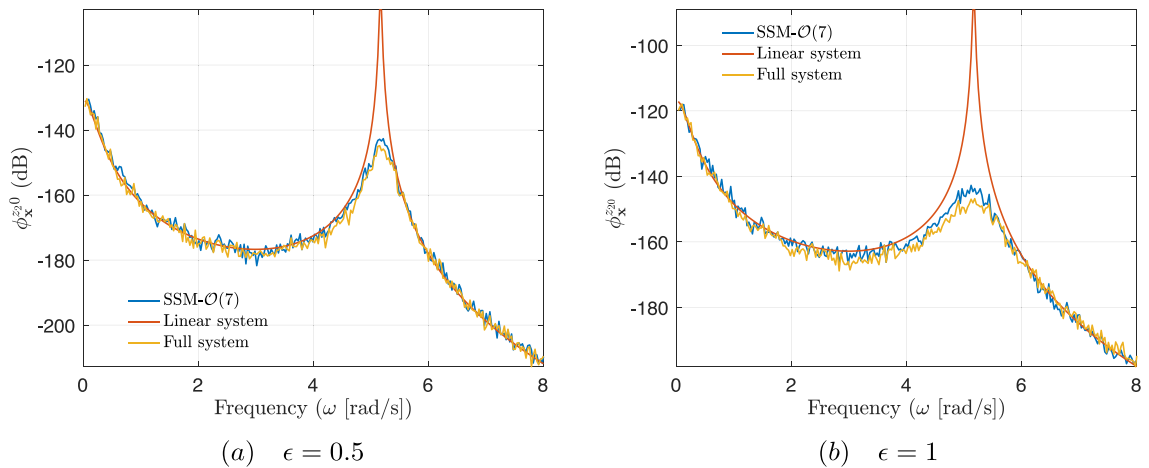 -120
-140
-160
-180
-200
ϕ_𝐱^{z_2 0} (dB)
SSM-𝒪(7)
Linear system
Full system
0 2 4 6 8
Frequency (ω [rad/s])
(a) ϵ = 0.5
-100
-120
-140
-160
-180
ϕ_𝐱^{z_{20}} (dB)
SSM-𝒪(7)
Linear system
Full system
0 2 4 6 8
Frequency (ω [rad/s])
(b) ϵ = 1